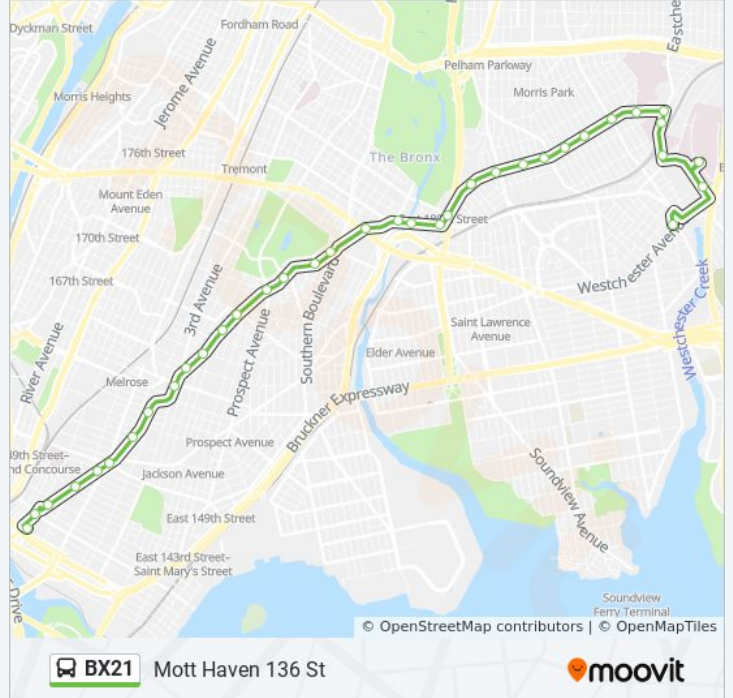 Dyckman Street
Fordham Road
Eastche
Pelham Parkway
Jerome Avenue
Morris Heights
Morris Park
176th Street
The Bronx
Tremont
Mount Eden
Avenue
Street
170th Street
Westchester Avenu
167th Street
3rd Avenue
Southern Boulevard
Westchester Creek
Saint Lawrence
Avenue
River Avenue
Prospect Avenue
Elder Avenue
Melrose
Bruckner Expressway
Prospect Avenue
49th Street–
nd Concourse
Jackson Avenue
Soundview Avenue
East 149th Street
East 143rd Street–
Saint Mary's Street
Drive
Soundview
Ferry Terminal
© OpenStreetMap contributors | © OpenMapTiles
BX21 Mott Haven 136 St
moovit